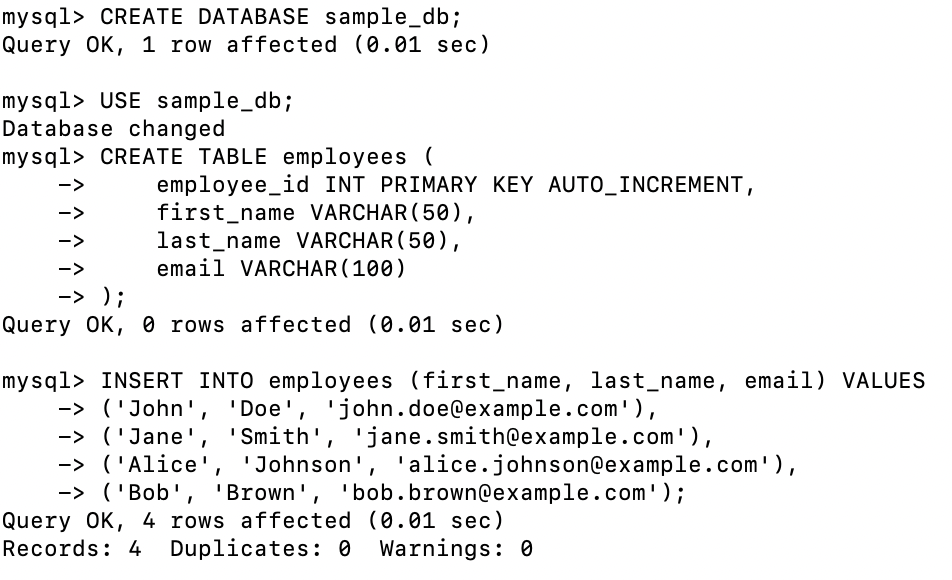 mysql> CREATE DATABASE sample_db;
Query OK, 1 row affected (0.01 sec)

mysql> USE sample_db;
Database changed
mysql> CREATE TABLE employees (
    ->     employee_id INT PRIMARY KEY AUTO_INCREMENT,
    ->     first_name VARCHAR(50),
    ->     last_name VARCHAR(50),
    ->     email VARCHAR(100)
    -> );
Query OK, 0 rows affected (0.01 sec)

mysql> INSERT INTO employees (first_name, last_name, email) VALUES
    -> ('John', 'Doe', 'john.doe@example.com'),
    -> ('Jane', 'Smith', 'jane.smith@example.com'),
    -> ('Alice', 'Johnson', 'alice.johnson@example.com'),
    -> ('Bob', 'Brown', 'bob.brown@example.com');
Query OK, 4 rows affected (0.01 sec)
Records: 4  Duplicates: 0  Warnings: 0